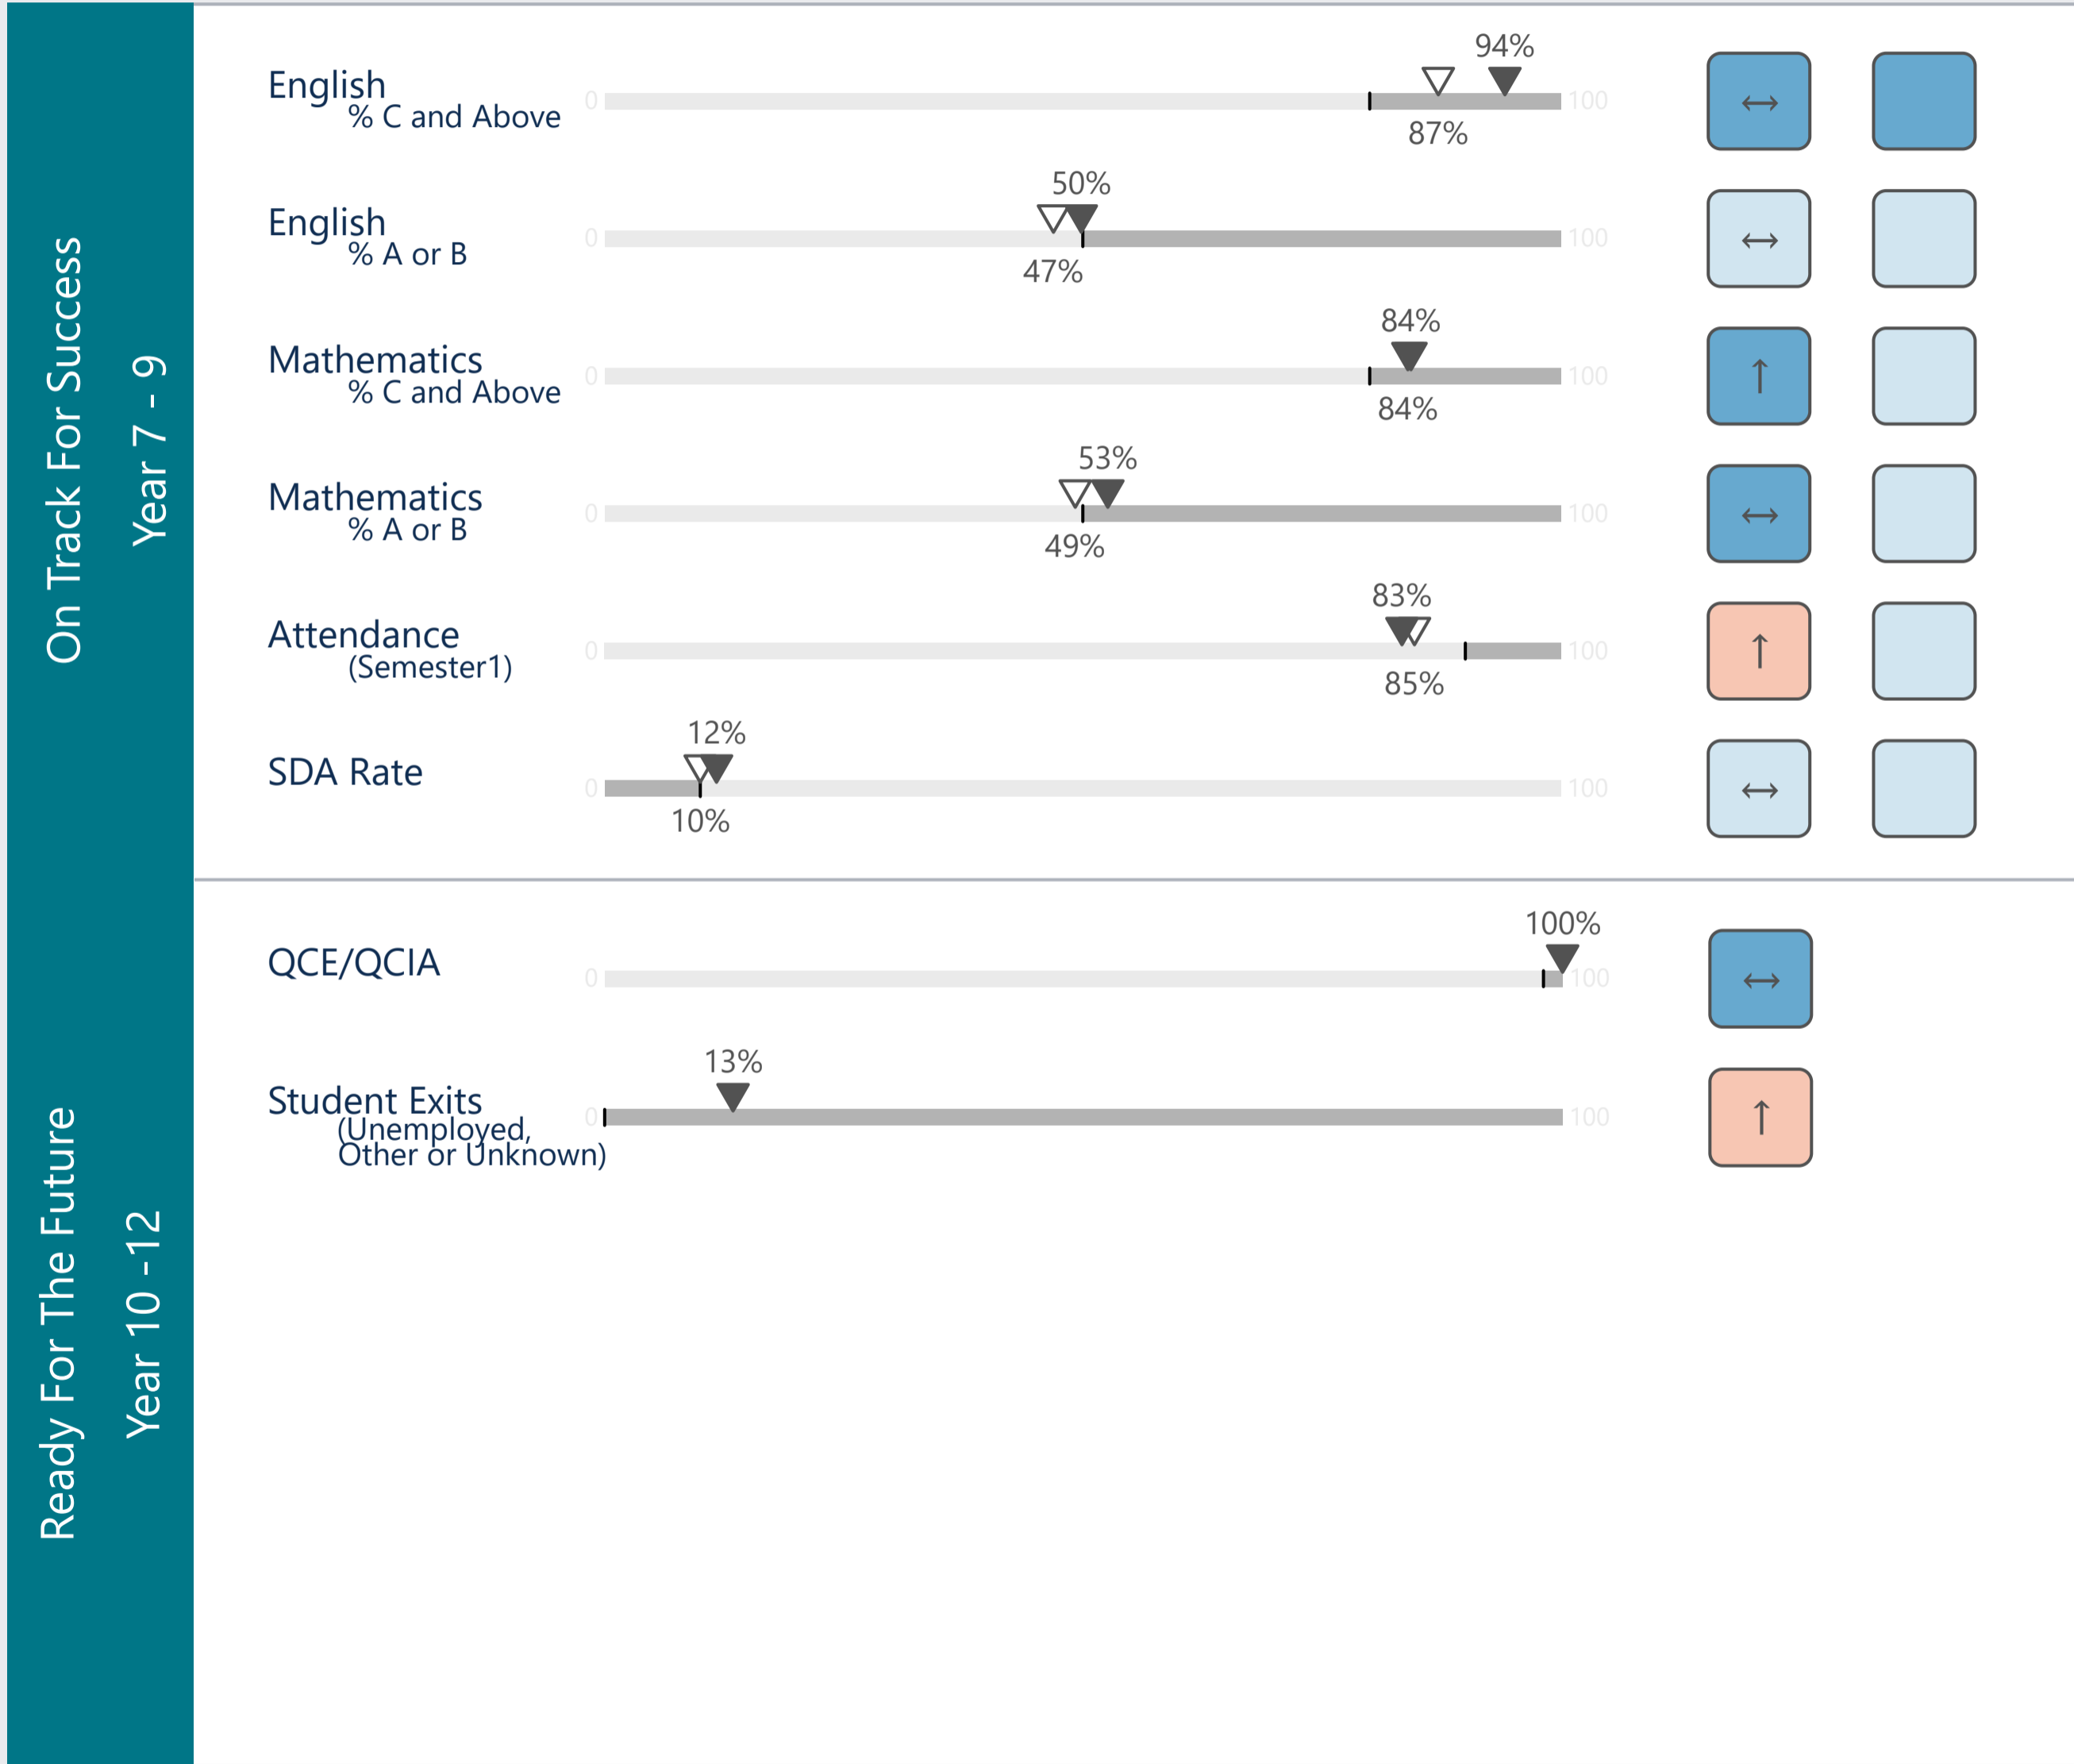 On Track For Success
Year 7 - 9
94%
English
% C and Above
0
100
87%
50%
English
% A or B
0
100
47%
84%
Mathematics
% C and Above
0
100
84%
53%
Mathematics
% A or B
0
100
49%
83%
Attendance
(Semester1)
0
100
85%
12%
SDA Rate
0
100
10%
Ready For The Future
Year 10 -12
100%
QCE/QCIA
0
100
13%
Student Exits
(Unemployed,
Other or Unknown)
0
100